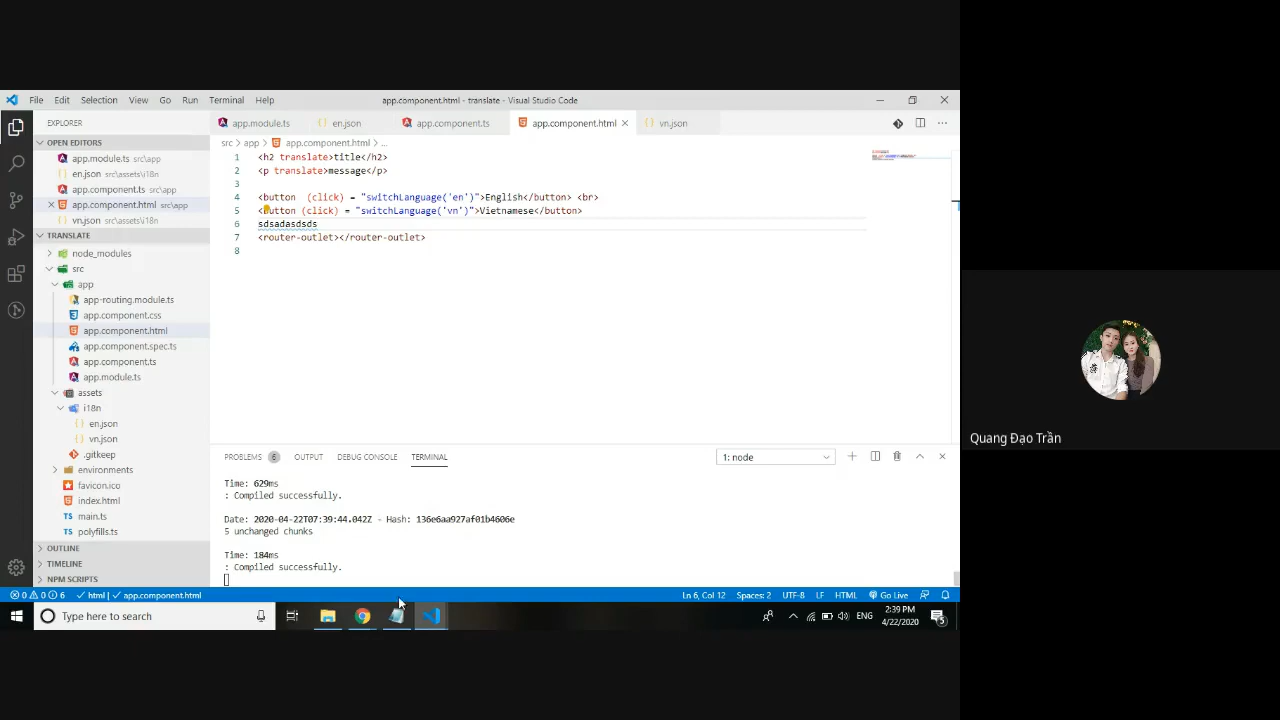 File Edit Selection View Go Run Terminal Help
app.component.html - translate - Visual Studio Code
EXPLORER
app.module.ts
en.json
app.component.ts
app.component.html
vn.json
OPEN EDITORS
app.module.ts src\app
en.json src\assets\i18n
app.component.ts src\app
app.component.html src\app
vn.json src\assets\i18n
TRANSLATE
node_modules
src
app
app-routing.module.ts
app.component.css
app.component.html
app.component.spec.ts
app.component.ts
app.module.ts
assets
i18n
en.json
vn.json
.gitkeep
environments
favicon.ico
index.html
main.ts
polyfills.ts
OUTLINE
TIMELINE
NPM SCRIPTS
src > app > app.component.html > ...
1 <h2 translate>title</h2>
2 <p translate>message</p>
3
4 <button (click) = "switchLanguage('en')">English</button> <br>
5 <button (click) = "switchLanguage('vn')">Vietnamese</button>
6 sdsadasdsds
7 <router-outlet></router-outlet>
8
PROBLEMS 6 OUTPUT DEBUG CONSOLE TERMINAL
1: node
Time: 629ms
: Compiled successfully.
Date: 2020-04-22T07:39:44.042Z - Hash: 136e6aa927af01b4606e
5 unchanged chunks
Time: 184ms
: Compiled successfully.
0 0 6 html | app.component.html
Ln 6, Col 12 Spaces: 2 UTF-8 LF HTML Go Live
Type here to search
ENG
2:39 PM
4/22/2020
5
Quang Đạo Trần